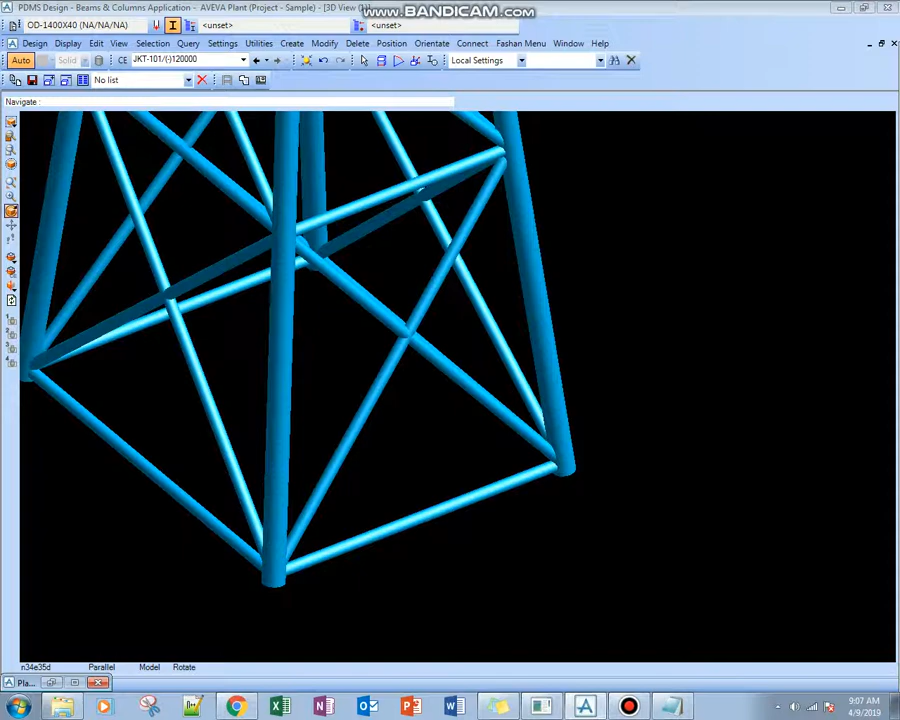 PDMS Design - Beams & Columns Application - AVEVA Plant (Project - Sample) - [3D View (1)]
www.BANDICAM.com
OD-1400X40 (NA/NA/NA)
<unset>
<unset>
Design Display Edit View Selection Query Settings Utilities Create Modify Delete Position Orientate Connect Fashan Menu Window Help
Auto
Solid
CE
JKT-101/(-)120000
Local Settings
No list
Navigate :
n34e35d
Parallel
Model
Rotate
Pla...
9:07 AM
4/9/2019